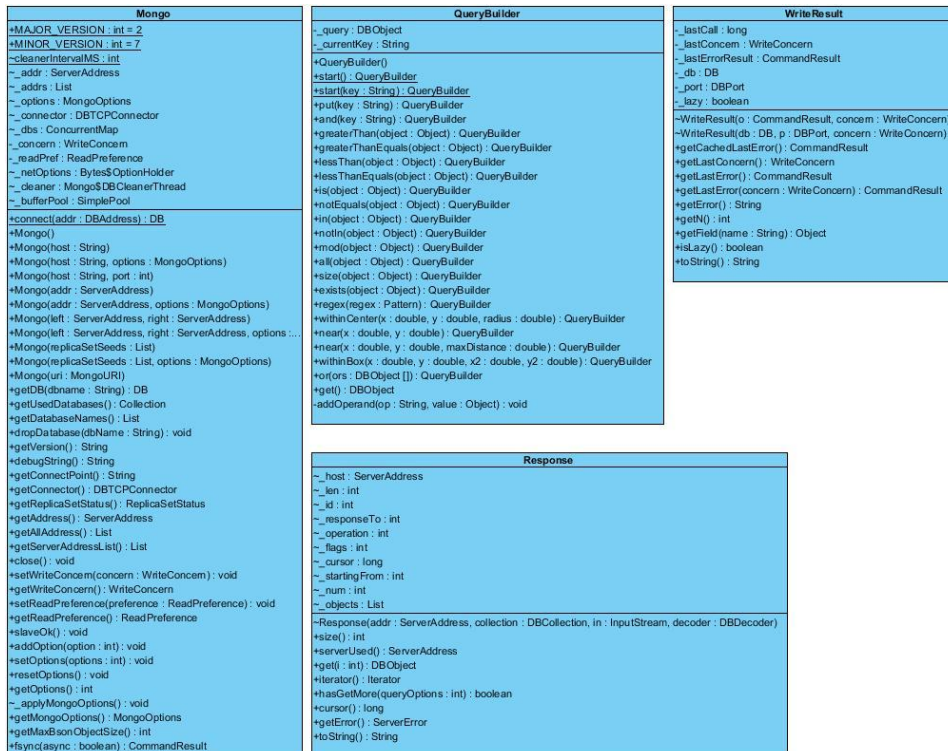 Mongo
+MAJOR_VERSION : int = 2
+MINOR_VERSION : int = 7
~cleanerIntervalMS : int
~_addr : ServerAddress
~_addrs : List
~_options : MongoOptions
~_connector : DBTCPConnector
~_dbs : ConcurrentMap
-_concern : WriteConcern
-_readPref : ReadPreference
~_netOptions : Bytes$OptionHolder
~_cleaner : Mongo$DBCleanerThread
~_bufferPool : SimplePool
+connect(addr : DBAddress) : DB
+Mongo()
+Mongo(host : String)
+Mongo(host : String, options : MongoOptions)
+Mongo(host : String, port : int)
+Mongo(addr : ServerAddress)
+Mongo(addr : ServerAddress, options : MongoOptions)
+Mongo(left : ServerAddress, right : ServerAddress)
+Mongo(left : ServerAddress, right : ServerAddress, options :...
+Mongo(replicaSetSeeds : List)
+Mongo(replicaSetSeeds : List, options : MongoOptions)
+Mongo(uri : MongoURI)
+getDB(dbname : String) : DB
+getUsedDatabases() : Collection
+getDatabaseNames() : List
+dropDatabase(dbName : String) : void
+getVersion() : String
+debugString() : String
+getConnectPoint() : String
+getConnector() : DBTCPConnector
+getReplicaSetStatus() : ReplicaSetStatus
+getAddress() : ServerAddress
+getAllAddress() : List
+getServerAddressList() : List
+close() : void
+setWriteConcern(concern : WriteConcern) : void
+getWriteConcern() : WriteConcern
+setReadPreference(preference : ReadPreference) : void
+getReadPreference() : ReadPreference
+slaveOk() : void
+addOption(option : int) : void
+setOptions(options : int) : void
+resetOptions() : void
+getOptions() : int
~_applyMongoOptions() : void
+getMongoOptions() : MongoOptions
+getMaxBsonObjectSize() : int
+fsync(async : boolean) : CommandResult
QueryBuilder
-_query : DBObject
-_currentKey : String
+QueryBuilder()
+start() : QueryBuilder
+start(key : String) : QueryBuilder
+put(key : String) : QueryBuilder
+and(key : String) : QueryBuilder
+greaterThan(object : Object) : QueryBuilder
+greaterThanEquals(object : Object) : QueryBuilder
+lessThan(object : Object) : QueryBuilder
+lessThanEquals(object : Object) : QueryBuilder
+is(object : Object) : QueryBuilder
+notEquals(object : Object) : QueryBuilder
+in(object : Object) : QueryBuilder
+notIn(object : Object) : QueryBuilder
+mod(object : Object) : QueryBuilder
+all(object : Object) : QueryBuilder
+size(object : Object) : QueryBuilder
+exists(object : Object) : QueryBuilder
+regex(regex : Pattern) : QueryBuilder
+withinCenter(x : double, y : double, radius : double) : QueryBuilder
+near(x : double, y : double) : QueryBuilder
+near(x : double, y : double, maxDistance : double) : QueryBuilder
+withinBox(x : double, y : double, x2 : double, y2 : double) : QueryBuilder
+or(ors : DBObject []) : QueryBuilder
+get() : DBObject
-addOperand(op : String, value : Object) : void
WriteResult
-_lastCall : long
-_lastConcern : WriteConcern
-_lastErrorResult : CommandResult
-_db : DB
-_port : DBPort
-_lazy : boolean
~WriteResult(o : CommandResult, concern : WriteConcern)
~WriteResult(db : DB, p : DBPort, concern : WriteConcern)
+getCachedLastError() : CommandResult
+getLastConcern() : WriteConcern
+getLastError() : CommandResult
+getLastError(concern : WriteConcern) : CommandResult
+getError() : String
+getN() : int
+getField(name : String) : Object
+isLazy() : boolean
+toString() : String
Response
~_host : ServerAddress
~_len : int
~_id : int
~_responseTo : int
~_operation : int
~_flags : int
~_cursor : long
~_startingFrom : int
~_num : int
~_objects : List
~Response(addr : ServerAddress, collection : DBCollection, in : InputStream, decoder : DBDecoder)
+size() : int
+serverUsed() : ServerAddress
+get(i : int) : DBObject
+iterator() : Iterator
+hasGetMore(queryOptions : int) : boolean
+cursor() : long
+getError() : ServerError
+toString() : String